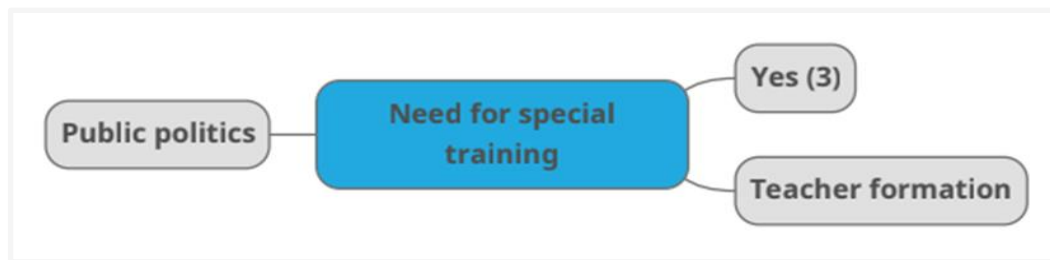 Public politics
Need for special
training
Yes (3)
Teacher formation